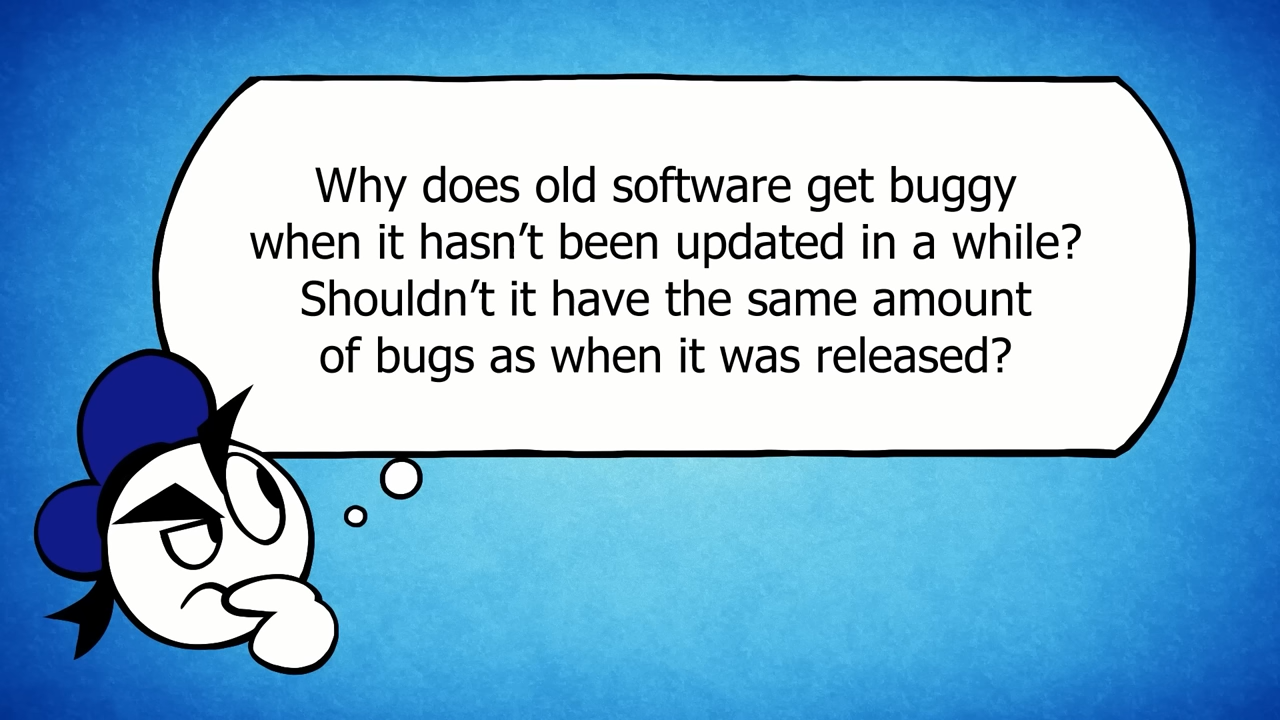 Why does old software get buggy
when it hasn’t been updated in a while?
Shouldn’t it have the same amount
of bugs as when it was released?